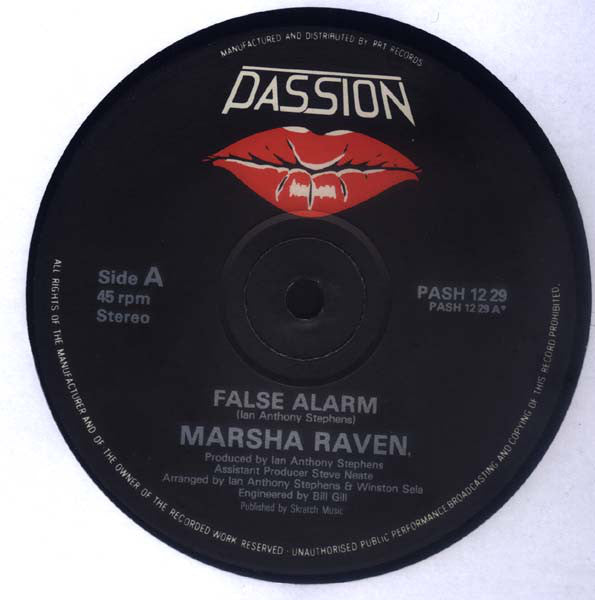 MANUFACTURED AND DISTRIBUTED BY PRT RECORDS
PASSION
Side A
45 rpm
Stereo
PASH 12 29
PASH 12 29 A*
FALSE ALARM
(Ian Anthony Stephens)
MARSHA RAVEN
Produced by Ian Anthony Stephens
Assistant Producer Steve Neate
Arranged by Ian Anthony Stephens & Winston Sela
Engineered by Bill Gill
Published by Skratch Music
ALL RIGHTS OF THE MANUFACTURER AND OF THE OWNER OF THE RECORDED WORK RESERVED · UNAUTHORISED PUBLIC PERFORMANCE BROADCASTING AND COPYING OF THIS RECORD PROHIBITED.